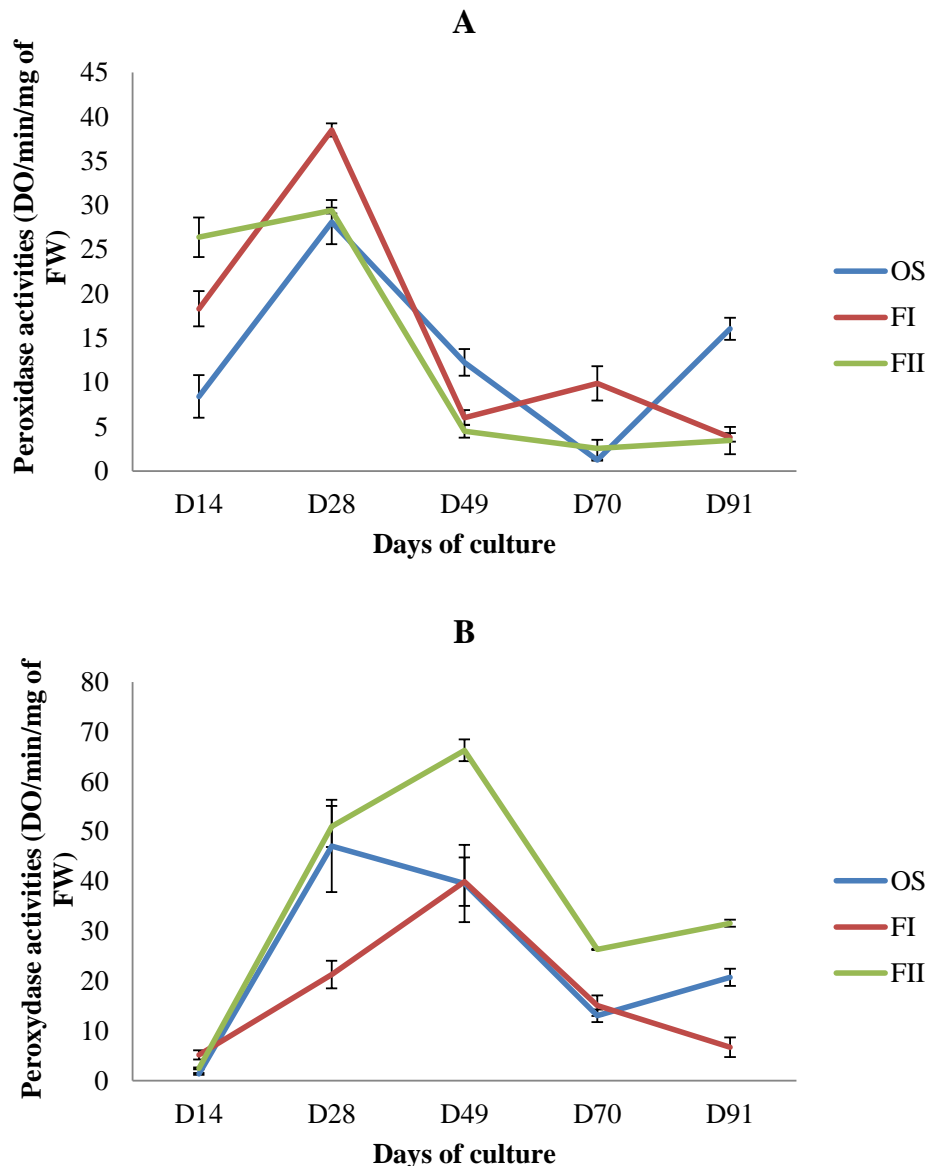 A
Peroxidase activities (DO/min/mg of
FW)
45
40
35
30
25
20
15
10
5
0
D14 D28 D49 D70 D91
Days of culture
OS
FI
FII
B
Peroxydase activities (DO/min/mg of
FW)
80
70
60
50
40
30
20
10
0
D14 D28 D49 D70 D91
Days of culture
OS
FI
FII